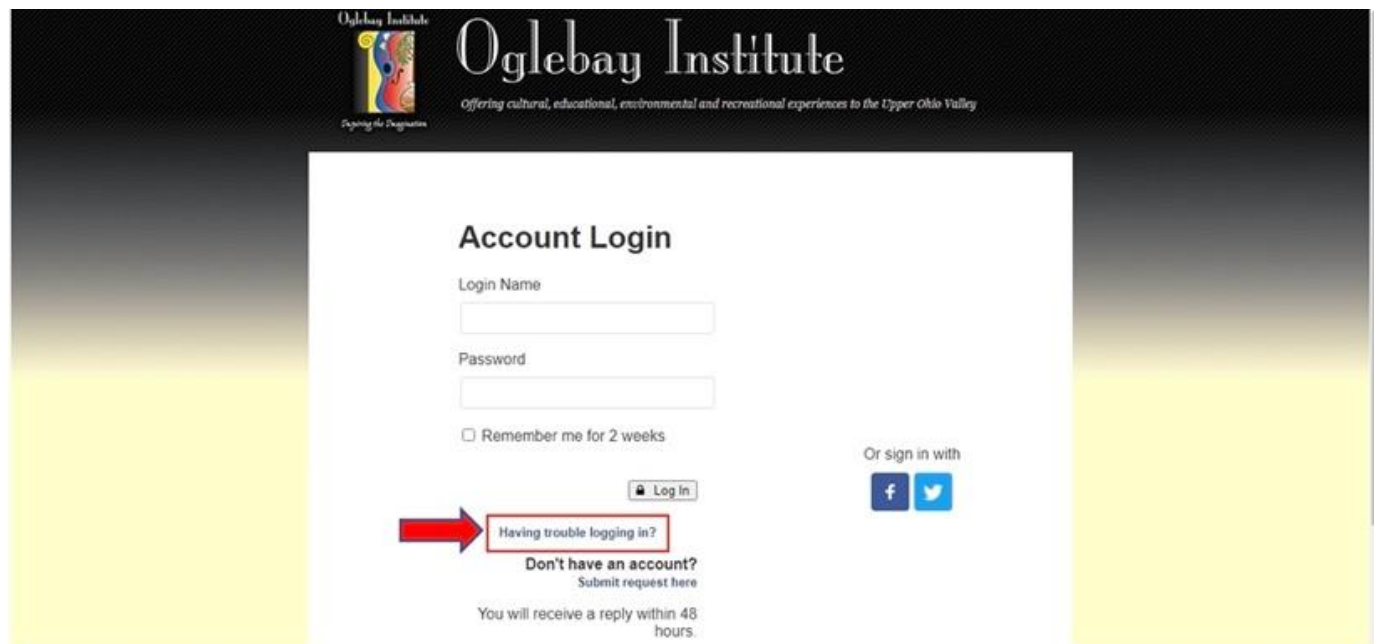 Oglebay Institute
Inspiring the Imagination
Oglebay Institute
Offering cultural, educational, environmental and recreational experiences to the Upper Ohio Valley
Account Login
Login Name
Password
Remember me for 2 weeks
Or sign in with
Log In
Having trouble logging in?
Don't have an account?
Submit request here
You will receive a reply within 48
hours.